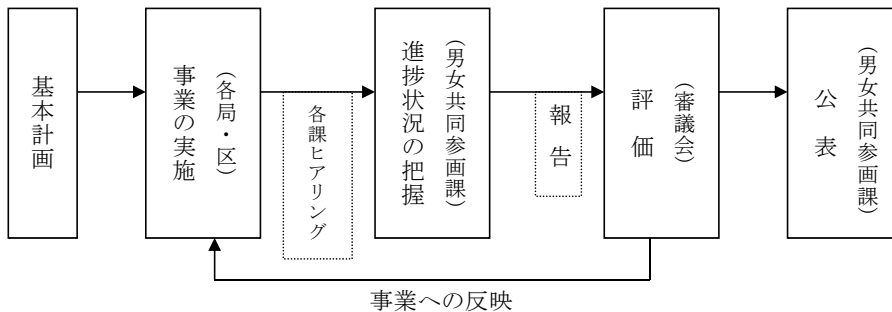 基本計画
事業の実施
(各局・区)
各課ヒアリング
進捗状況の把握
(男女共同参画課)
報告
評価
(審議会)
公表
(男女共同参画課)
事業への反映